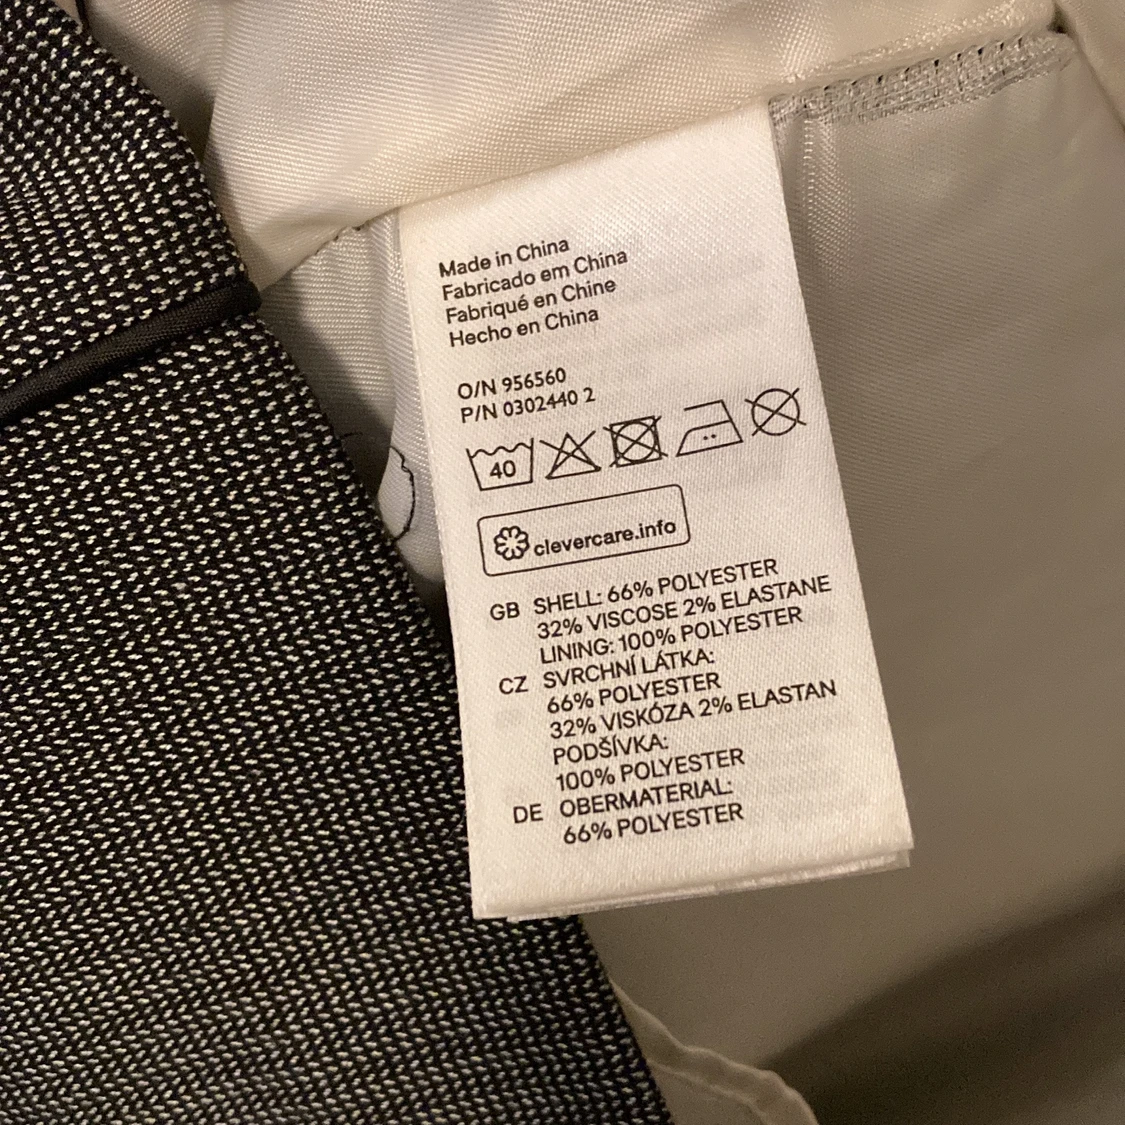 Made in China
Fabricado em China
Fabriqué en Chine
Hecho en China
O/N 956560
P/N 0302440 2
40
clevercare.info
GB SHELL: 66% POLYESTER
32% VISCOSE 2% ELASTANE
LINING: 100% POLYESTER
CZ SVRCHNÍ LÁTKA:
66% POLYESTER
32% VISKÓZA 2% ELASTAN
PODŠÍVKA:
100% POLYESTER
DE OBERMATERIAL:
66% POLYESTER